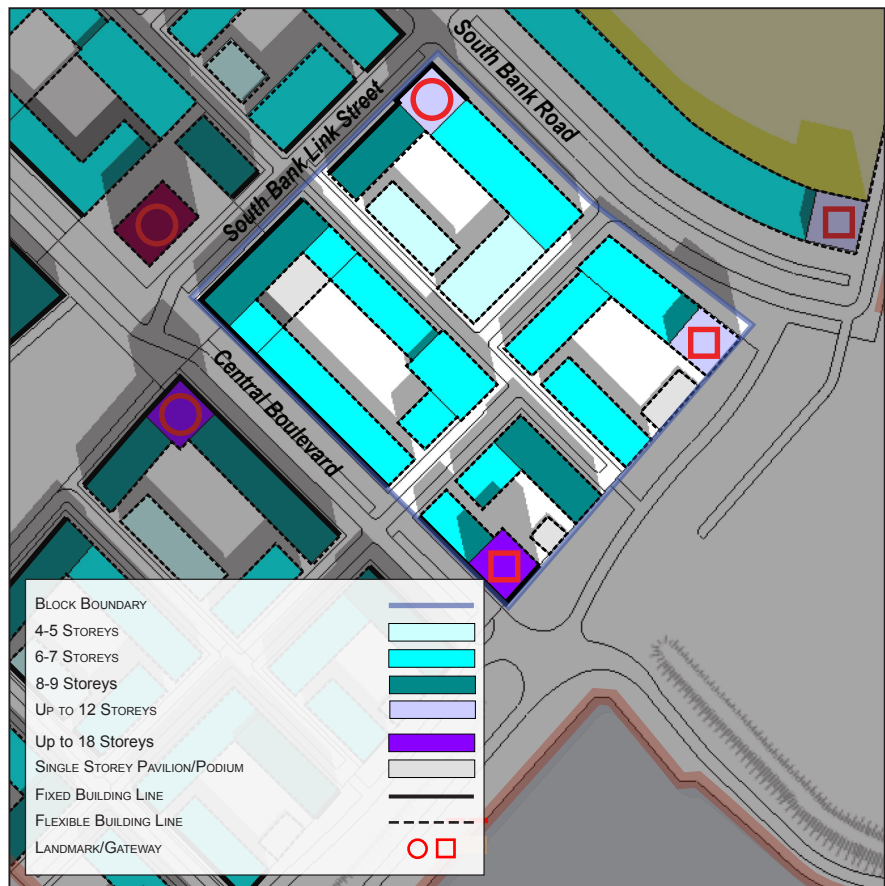 South Bank Road
South Bank Link Street
Central Boulevard
BLOCK BOUNDARY
4-5 STOREYS
6-7 STOREYS
8-9 Storeys
UP TO 12 STOREYS
Up to 18 Storeys
SINGLE STOREY PAVILION/PODIUM
FIXED BUILDING LINE
FLEXIBLE BUILDING LINE
LANDMARK/GATEWAY